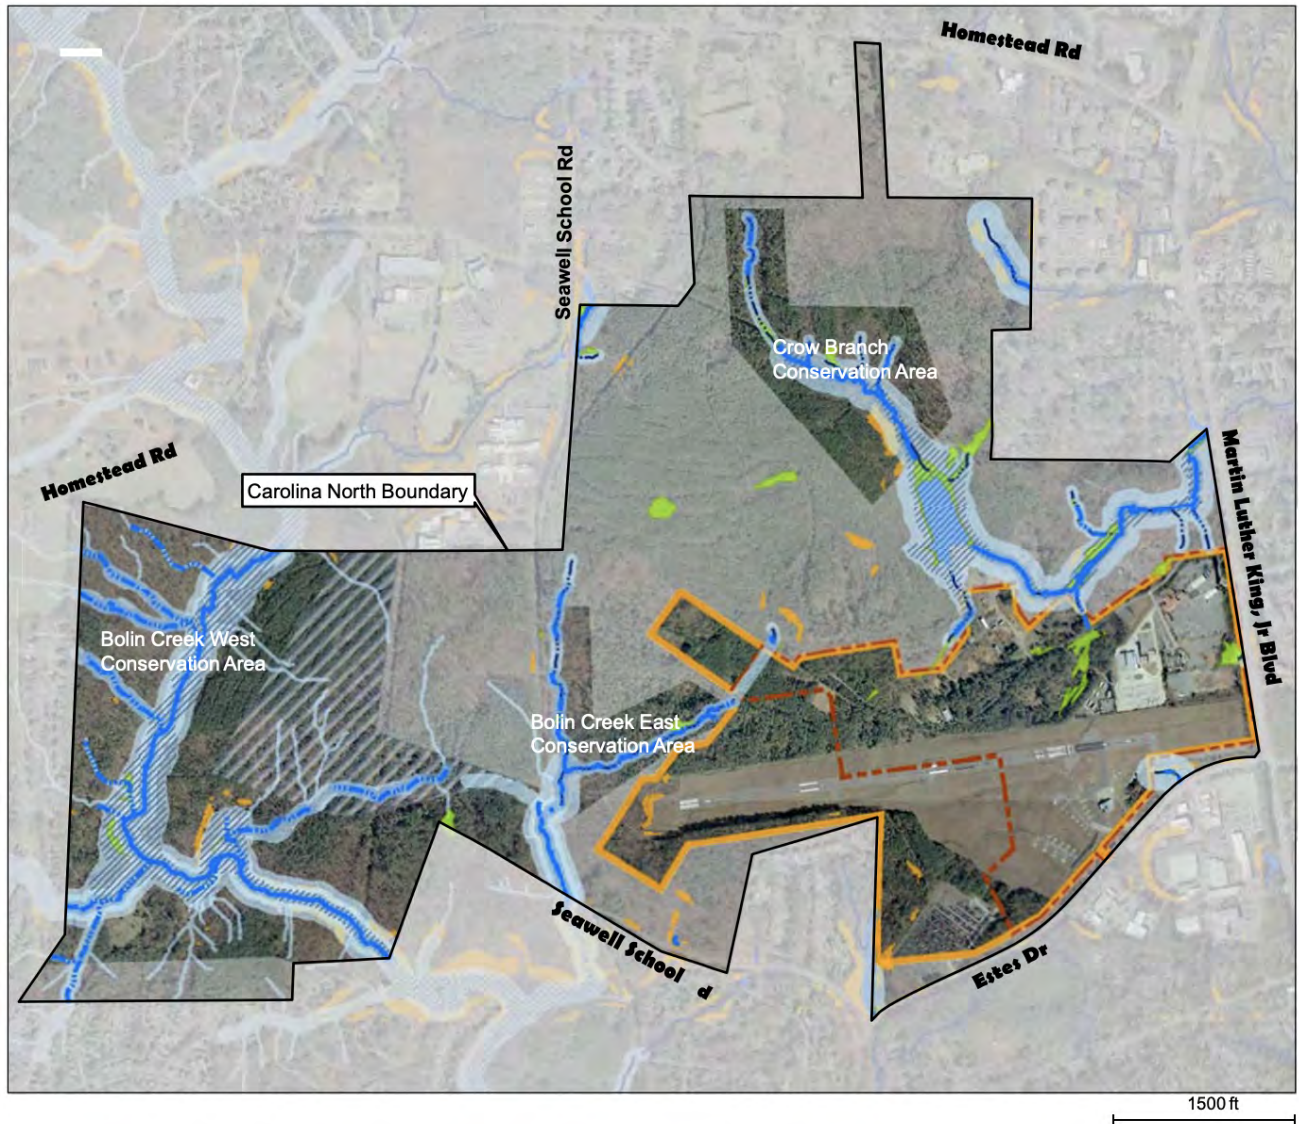 Homestead Rd
Seawell School Rd
Crow Branch
Conservation Area
Homestead Rd
Carolina North Boundary
Martin Luther King, Jr Blvd
Bolin Creek West
Conservation Area
Bolin Creek East
Conservation Area
Seawell School d
Estes Dr
1500 ft